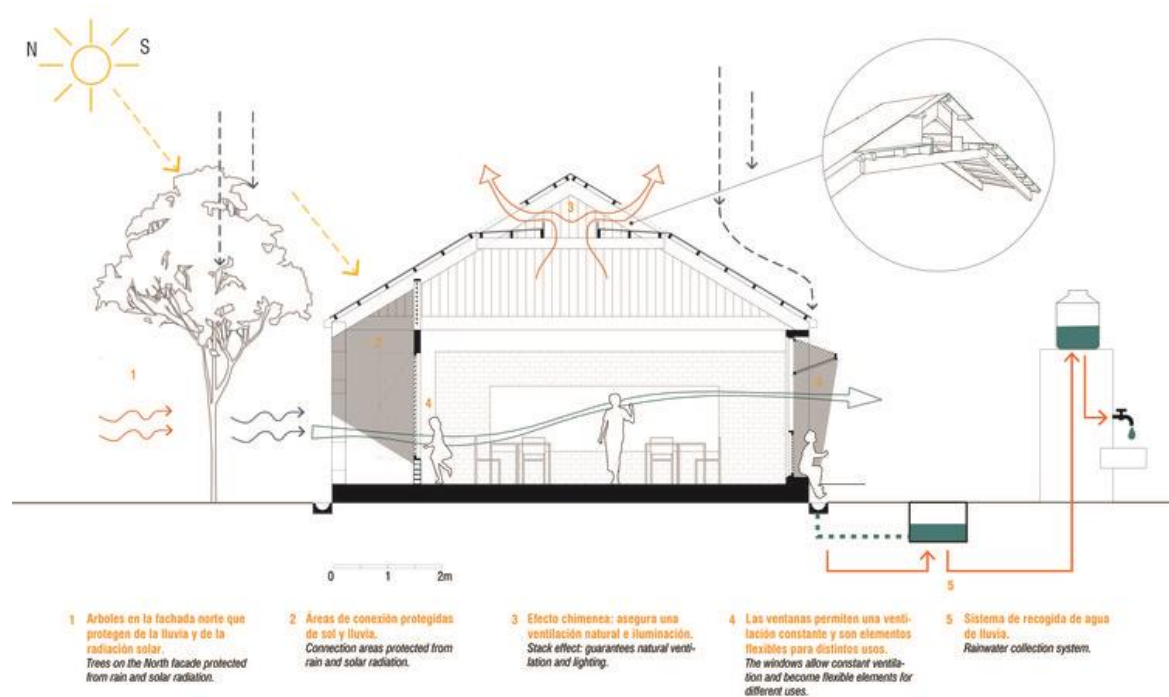 N
S
3
2
1
4
4
0
1
2m
5
1 Arboles en la fachada norte que
protegen de la lluvia y de la
radiación solar.
Trees on the North facade protected
from rain and solar radiation.
2 Áreas de conexión protegidas
de sol y lluvia.
Connection areas protected from
rain and solar radiation.
3 Efecto chimenea: asegura una
ventilación natural e iluminación.
Stack effect: guarantees natural venti-
lation and lighting.
4 Las ventanas permiten una venti-
lación constante y son elementos
flexibles para distintos usos.
The windows allow constant ventila-
tion and become flexible elements for
different uses.
5 Sistema de recogida de agua
de lluvia.
Rainwater collection system.